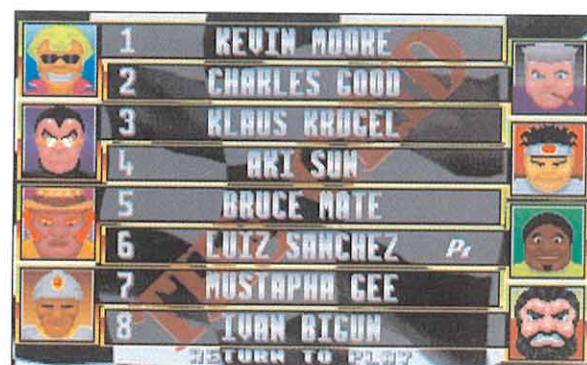 1 KEVIN MOORE
2 CHARLES GOOD
3 KLAUS KRUGEL
4 AKI SUN
5 BRUCE MATE
6 LUIZ SANCHEZ P1
7 MUSTAPHA GEE
8 IVAN BIGUN
RETURN TO PLAY